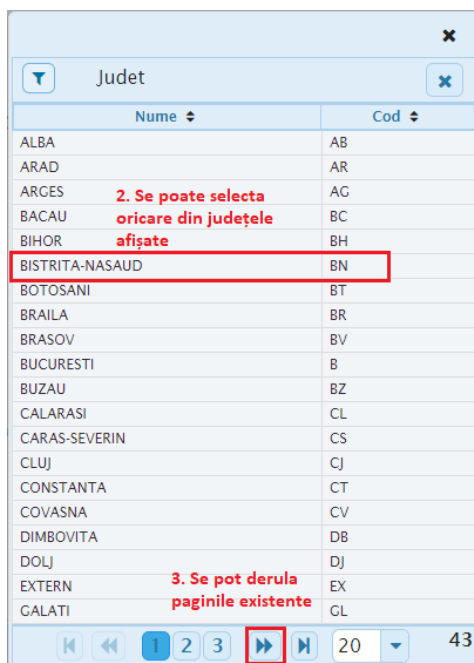 Judet
Nume Cod
ALBA AB
ARAD AR
ARGES AG
BACAU BC
BIHOR BH
2. Se poate selecta
oricare din județele
afișate
BISTRITA-NASAUD BN
BOTOSANI BT
BRAILA BR
BRASOV BV
BUCURESTI B
BUZAU BZ
CALARASI CL
CARAS-SEVERIN CS
CLUJ CJ
CONSTANTA CT
COVASNA CV
DIMBOVITA DB
DOLJ DJ
EXTERN EX
GALATI GL
3. Se pot derula
paginile existente
1 2 3 20 43